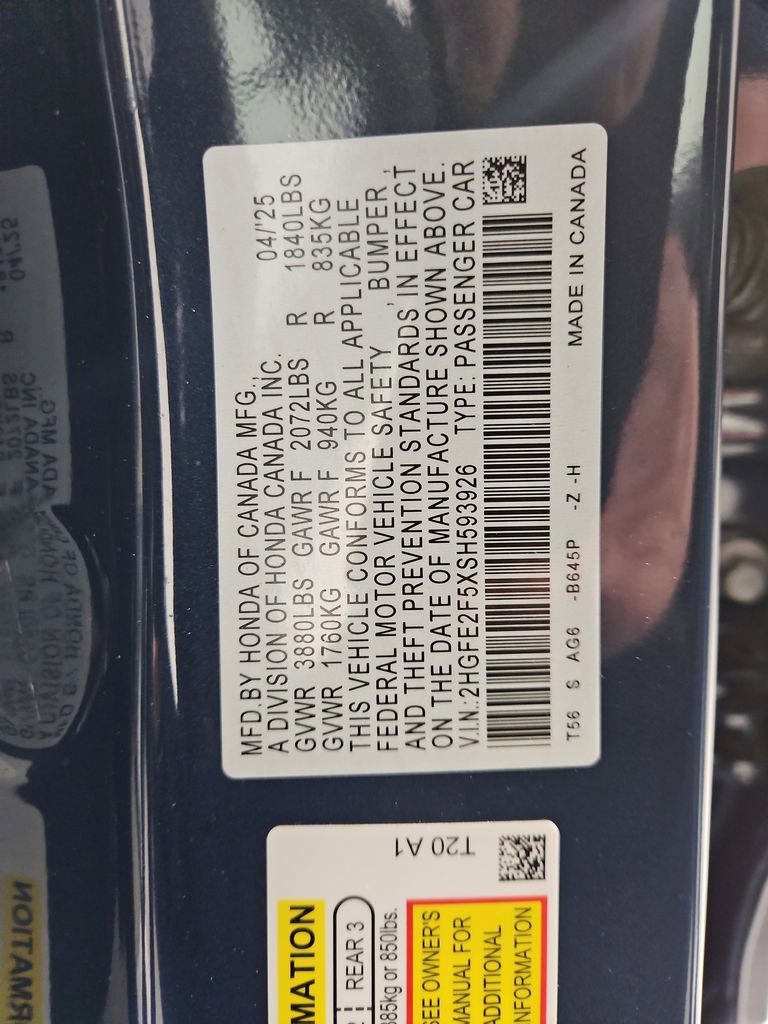 MFD.BY HONDA OF CANADA MFG.,
A DIVISION OF HONDA CANADA INC. 04/'25
GVWR 3880LBS GAWR F 2072LBS R 1840LBS
GVWR 1760KG GAWR F 940KG R 835KG
THIS VEHICLE CONFORMS TO ALL APPLICABLE
FEDERAL MOTOR VEHICLE SAFETY , BUMPER ,
AND THEFT PREVENTION STANDARDS IN EFFECT
ON THE DATE OF MANUFACTURE SHOWN ABOVE.
V.I.N.:2HGFE2F5XSH593926 TYPE: PASSENGER CAR
T56 S AG6 -B645P -Z -H MADE IN CANADA
T20 A1
MATION
REAR 3
385kg or 850lbs.
SEE OWNER'S
MANUAL FOR
ADDITIONAL
INFORMATION